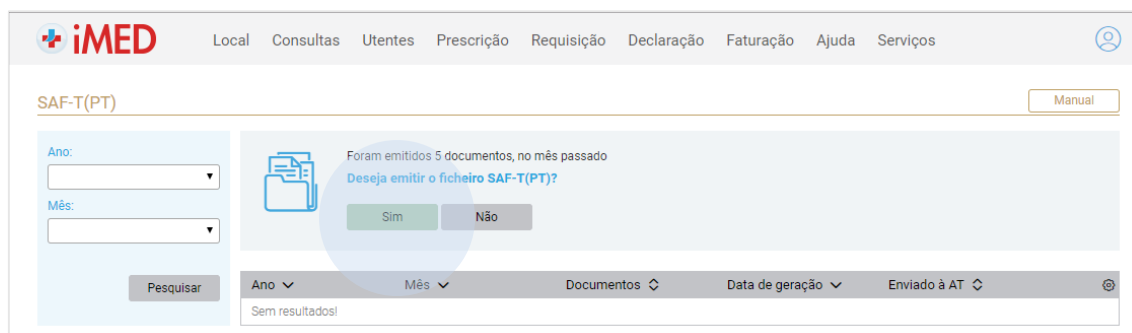 iMED
Local Consultas Utentes Prescrição Requisição Declaração Faturação Ajuda Serviços
SAF-T(PT)
Manual
Ano:
Mês:
Pesquisar
Foram emitidos 5 documentos, no mês passado
Deseja emitir o ficheiro SAF-T(PT)?
Sim Não
Ano Mês Documentos Data de geração Enviado à AT
Sem resultados!